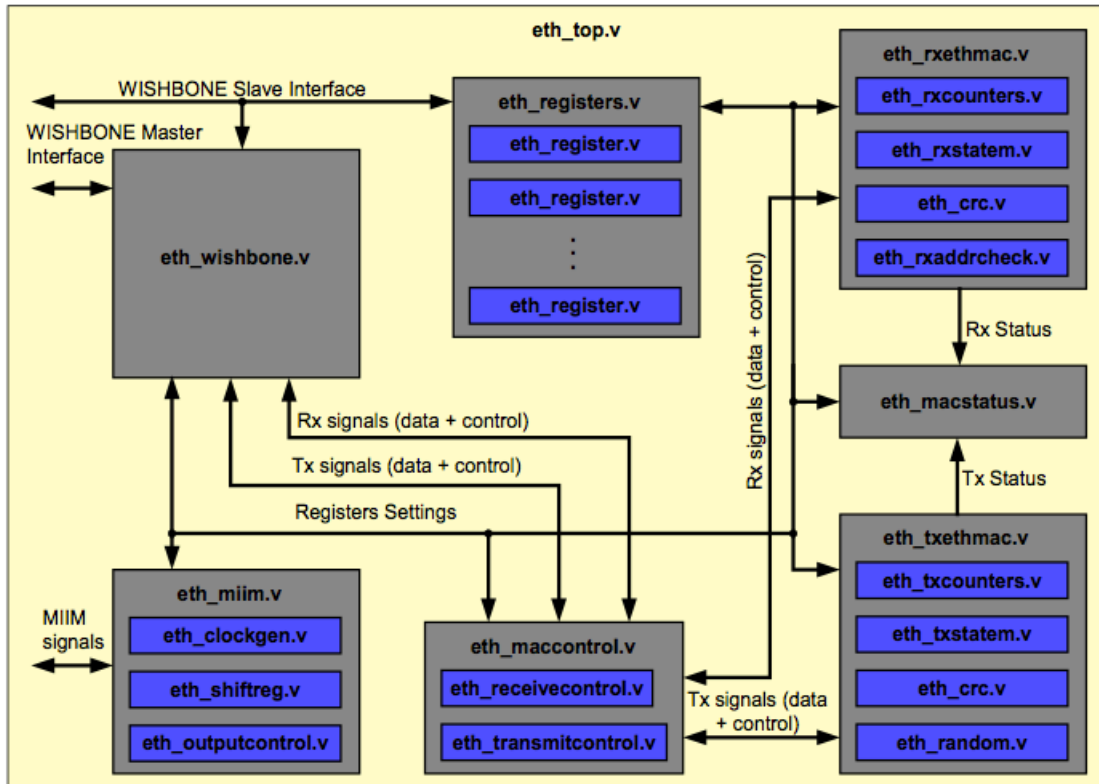 eth_top.v
WISHBONE Slave Interface
WISHBONE Master
Interface
eth_wishbone.v
eth_registers.v
eth_register.v
eth_register.v
eth_register.v
eth_rxethmac.v
eth_rxcounters.v
eth_rxstatem.v
eth_crc.v
eth_rxaddrcheck.v
Rx Status
eth_macstatus.v
Tx Status
Rx signals (data + control)
Rx signals (data + control)
Tx signals (data + control)
Registers Settings
eth_miim.v
eth_clockgen.v
eth_shiftreg.v
eth_outputcontrol.v
MIIM
signals
eth_maccontrol.v
eth_receivecontrol.v
eth_transmitcontrol.v
Tx signals (data
+ control)
eth_txethmac.v
eth_txcounters.v
eth_txstatem.v
eth_crc.v
eth_random.v